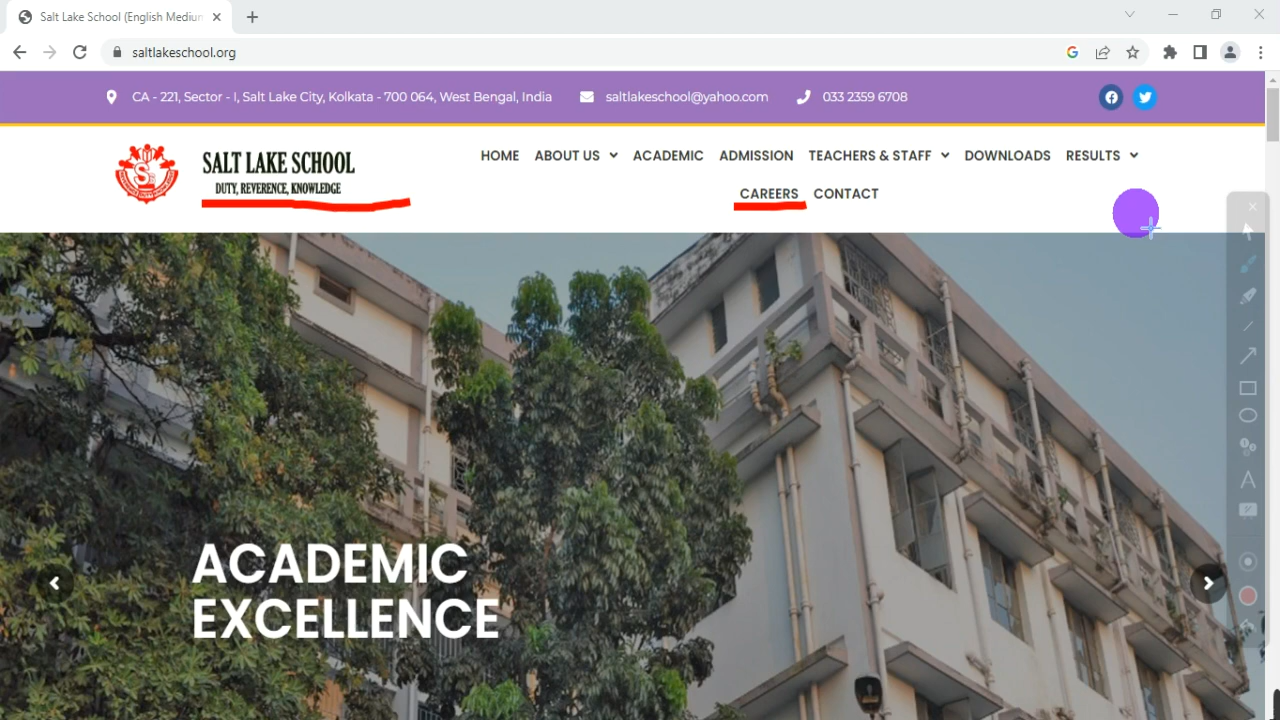 Salt Lake School (English Mediun
saltlakeschool.org
CA - 221, Sector - I, Salt Lake City, Kolkata - 700 064, West Bengal, India saltlakeschool@yahoo.com 033 2359 6708
SALT LAKE SCHOOL
DUTY, REVERENCE, KNOWLEDGE
HOME ABOUT US ACADEMIC ADMISSION TEACHERS & STAFF DOWNLOADS RESULTS
CAREERS CONTACT
ACADEMIC
EXCELLENCE